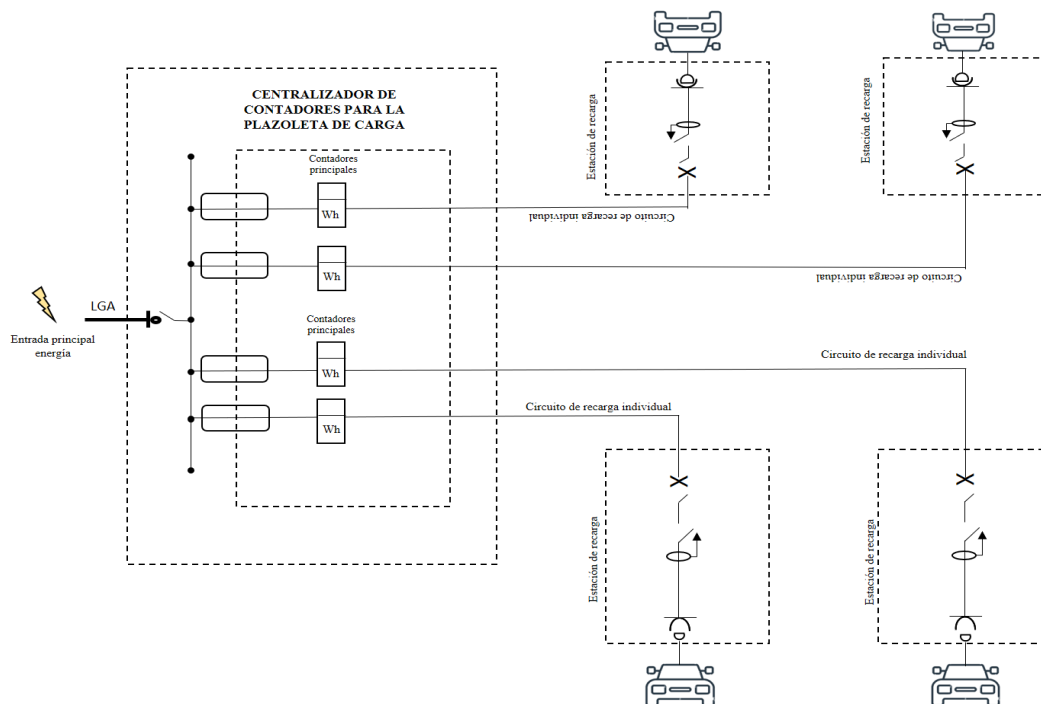 CENTRALIZADOR DE
CONTADORES PARA LA
PLAZOLETA DE CARGA
Contadores
principales
Wh
Wh
Contadores
principales
Wh
Wh
LGA
Entrada principal
energía
Estación de recarga
Estación de recarga
Circuito de recarga individual
Circuito de recarga individual
Circuito de recarga individual
Circuito de recarga individual
Estación de recarga
Estación de recarga